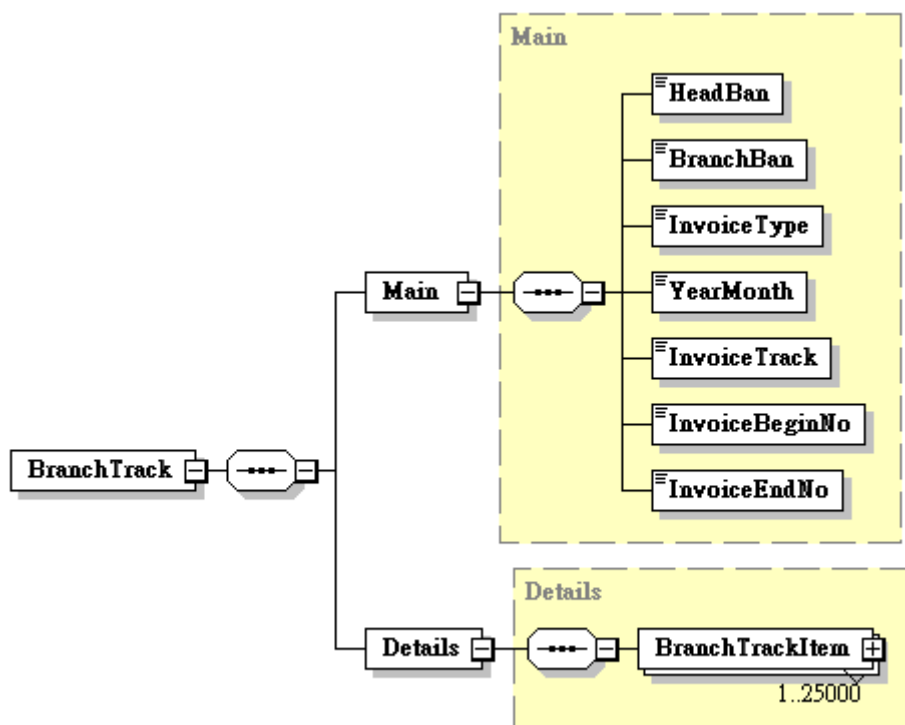 Main
HeadBan
BranchBan
InvoiceType
YearMonth
InvoiceTrack
InvoiceBeginNo
InvoiceEndNo
Main
BranchTrack
Details
Details
BranchTrackItem
1..25000